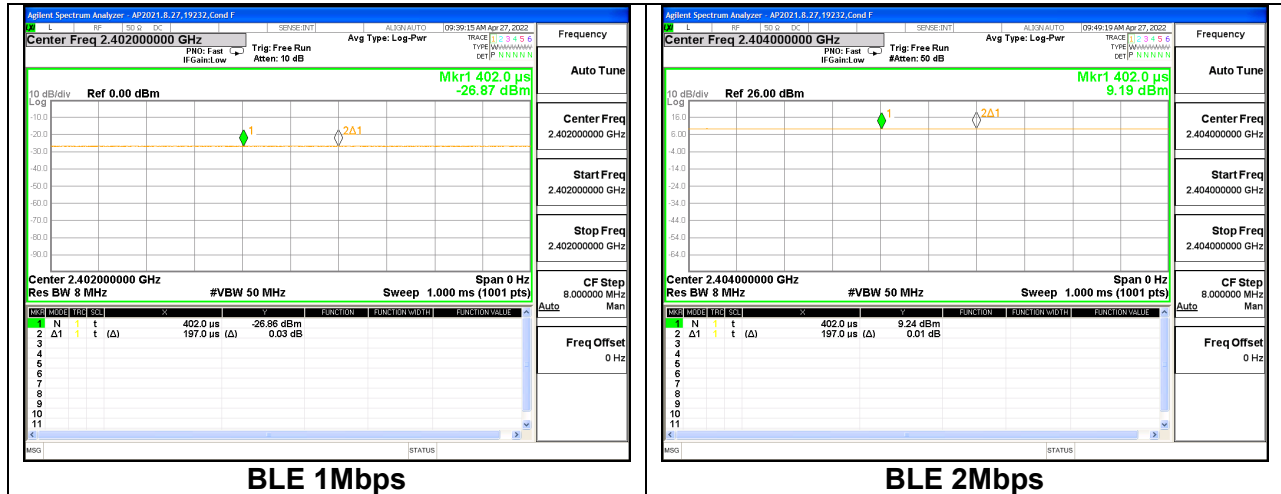 Agilent Spectrum Analyzer - AP2021.8.27,19232,Cond F
L RF 50 Ω DC SENSE:INT ALIGN AUTO 09:39:15 AM Apr 27, 2022
Center Freq 2.402000000 GHz Avg Type: Log-Pwr TRACE 1 2 3 4 5 6
PNO: Fast Trig: Free Run TYPE W
IFGain:Low Atten: 10 dB DET P N N N N N
Mkr1 402.0 µs
-26.87 dBm
10 dB/div Ref 0.00 dBm
Log
-10.0
1 2Δ1
-30.0
-40.0
-50.0
-60.0
-70.0
-80.0
-90.0
Center 2.402000000 GHz Span 0 Hz
Res BW 8 MHz #VBW 50 MHz Sweep 1.000 ms (1001 pts)
MKR MODE TRC SCL X Y FUNCTION FUNCTION WIDTH FUNCTION VALUE
1 N 1 t 402.0 µs -26.86 dBm
2 Δ1 1 t (Δ) 197.0 µs (Δ) 0.03 dB
3
4
5
6
7
8
9
10
11
MSG STATUS
Frequency
Auto Tune
Center Freq
2.402000000 GHz
Start Freq
2.402000000 GHz
Stop Freq
2.402000000 GHz
CF Step
8.000000 MHz
Auto Man
Freq Offset
0 Hz
BLE 1Mbps
Agilent Spectrum Analyzer - AP2021.8.27,19232,Cond F
L RF 50 Ω DC SENSE:INT ALIGN AUTO 09:49:19 AM Apr 27, 2022
Center Freq 2.404000000 GHz Avg Type: Log-Pwr TRACE 1 2 3 4 5 6
PNO: Fast Trig: Free Run TYPE W
IFGain:Low #Atten: 50 dB DET P N N N N N
Mkr1 402.0 µs
9.19 dBm
10 dB/div Ref 26.00 dBm
Log
16.0
1 2Δ1
6.00
-4.00
-14.0
-24.0
-34.0
-44.0
-54.0
-64.0
Center 2.404000000 GHz Span 0 Hz
Res BW 8 MHz #VBW 50 MHz Sweep 1.000 ms (1001 pts)
MKR MODE TRC SCL X Y FUNCTION FUNCTION WIDTH FUNCTION VALUE
1 N 1 t 402.0 µs 9.24 dBm
2 Δ1 1 t (Δ) 197.0 µs (Δ) 0.01 dB
3
4
5
6
7
8
9
10
11
MSG STATUS
Frequency
Auto Tune
Center Freq
2.404000000 GHz
Start Freq
2.404000000 GHz
Stop Freq
2.404000000 GHz
CF Step
8.000000 MHz
Auto Man
Freq Offset
0 Hz
BLE 2Mbps